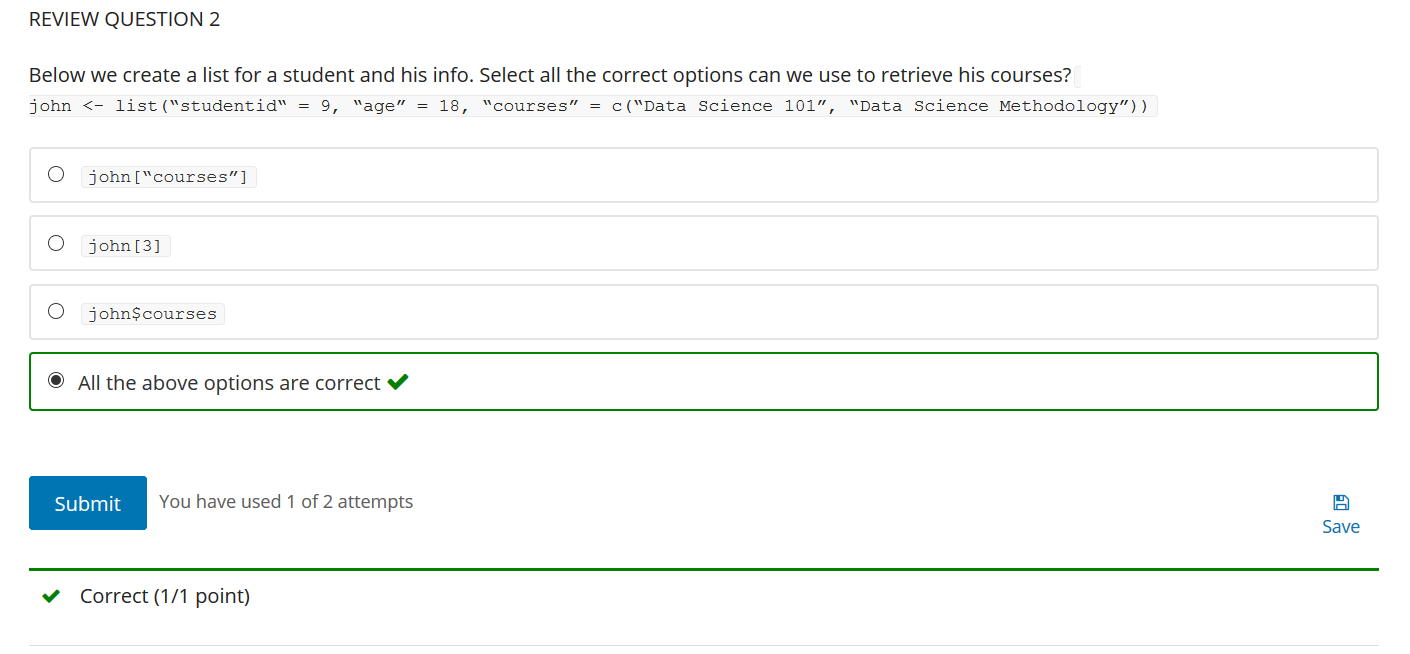 REVIEW QUESTION 2
Below we create a list for a student and his info. Select all the correct options can we use to retrieve his courses?
john <- list(“studentid“ = 9, “age” = 18, “courses” = c(“Data Science 101”, “Data Science Methodology”))
john[“courses”]
john[3]
john$courses
All the above options are correct
Submit
You have used 1 of 2 attempts
Save
Correct (1/1 point)